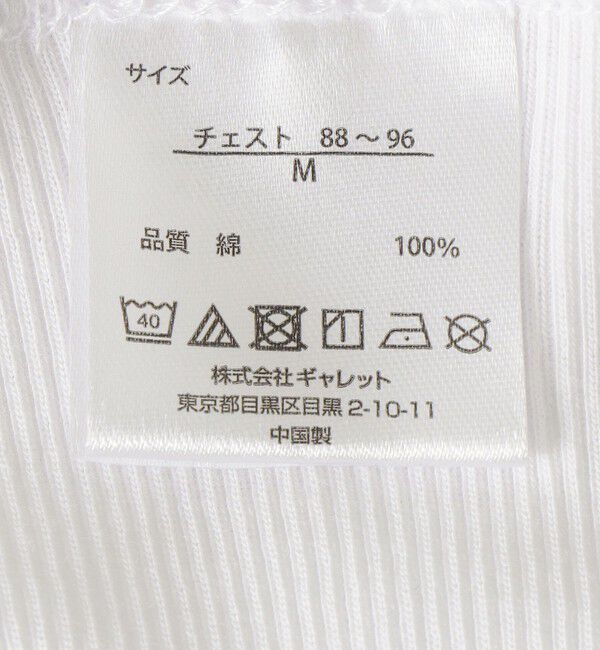 サイズ
チェスト 88～96
M
品質 綿 100%
40
株式会社ギャレット
東京都目黒区目黒2-10-11
中国製